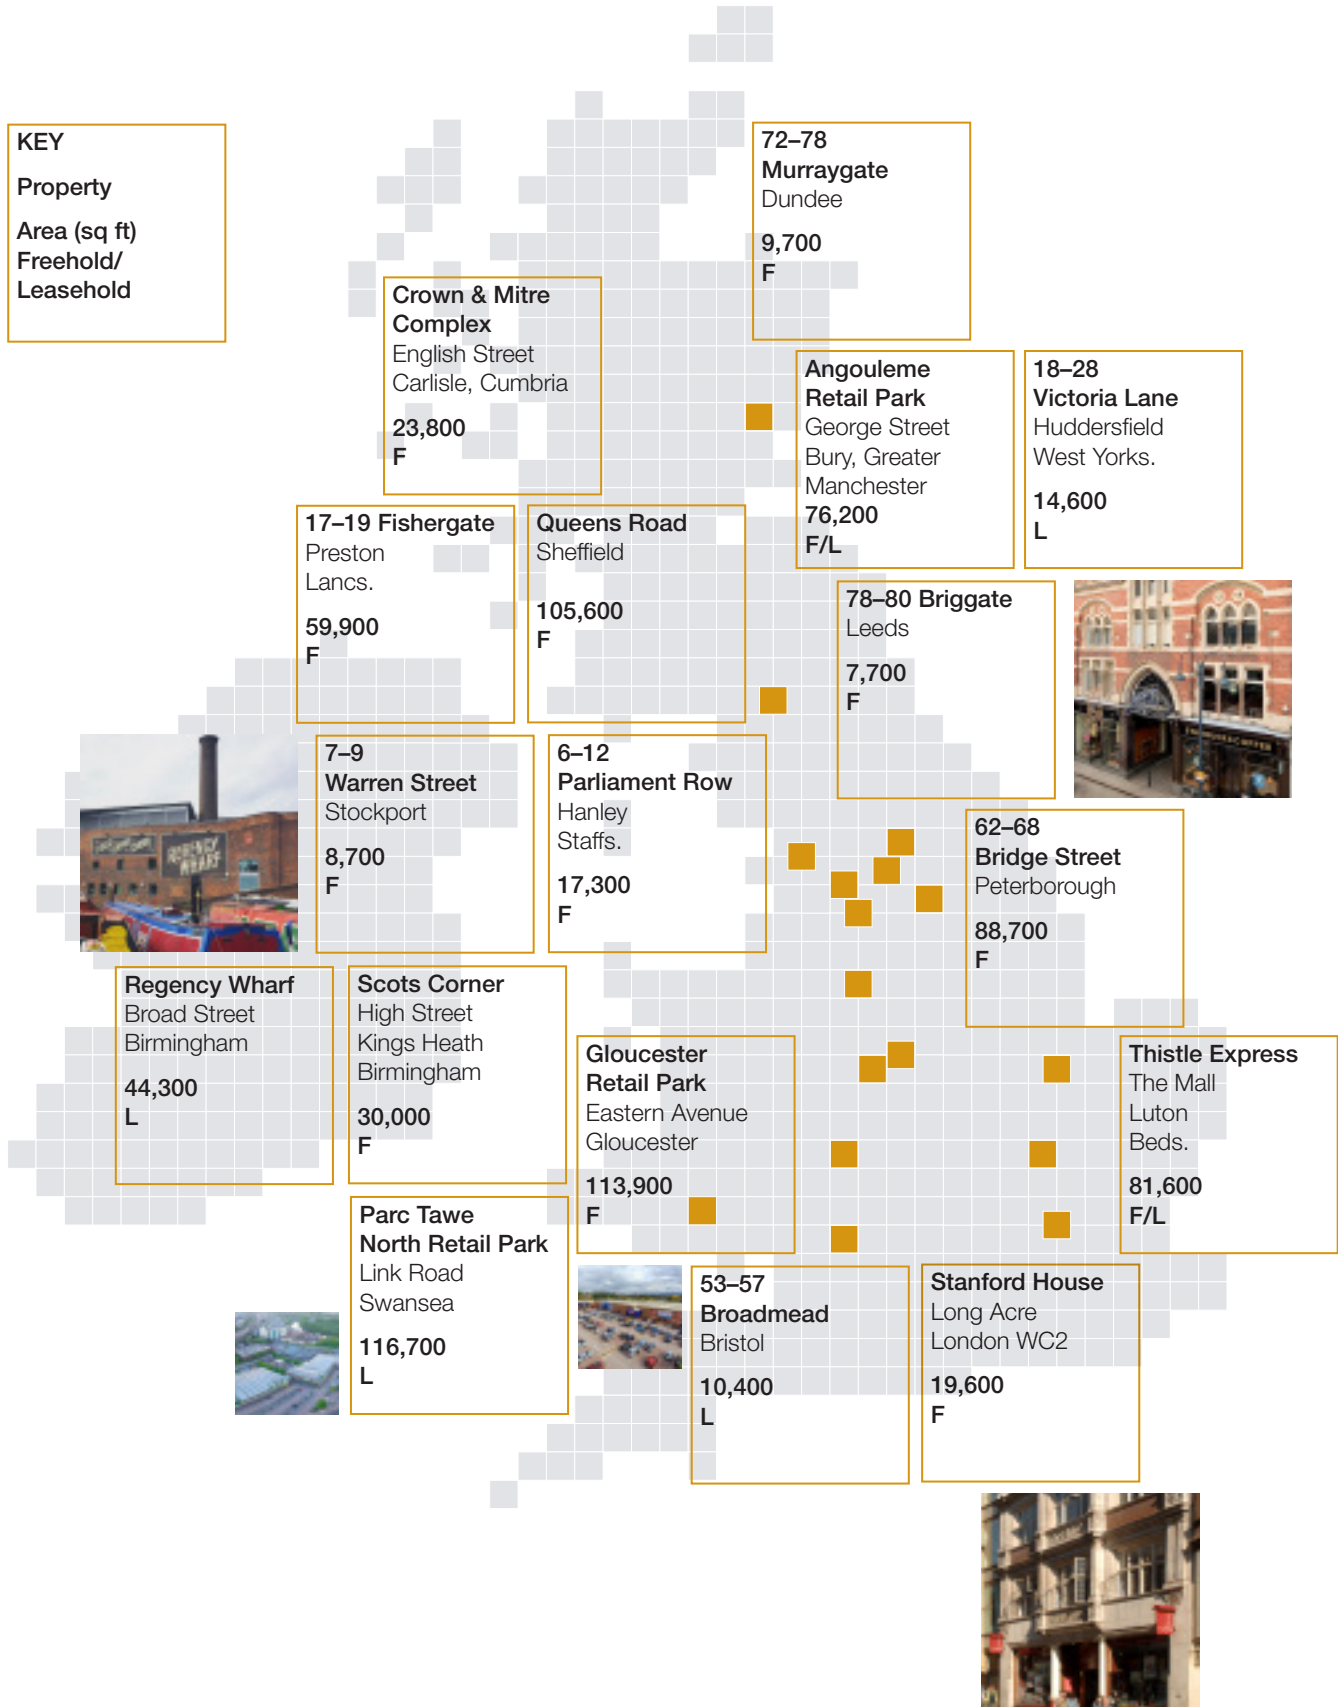 KEY
Property
Area (sq ft)
Freehold/
Leasehold
72–78
Murraygate
Dundee
9,700
F
Crown & Mitre
Complex
English Street
Carlisle, Cumbria
23,800
F
Angouleme
Retail Park
George Street
Bury, Greater
Manchester
76,200
F/L
18–28
Victoria Lane
Huddersfield
West Yorks.
14,600
L
17–19 Fishergate
Preston
Lancs.
59,900
F
Queens Road
Sheffield
105,600
F
78–80 Briggate
Leeds
7,700
F
7–9
Warren Street
Stockport
8,700
F
6–12
Parliament Row
Hanley
Staffs.
17,300
F
62–68
Bridge Street
Peterborough
88,700
F
REGENCY
WHARF
Regency Wharf
Broad Street
Birmingham
44,300
L
Scots Corner
High Street
Kings Heath
Birmingham
30,000
F
Gloucester
Retail Park
Eastern Avenue
Gloucester
113,900
F
Thistle Express
The Mall
Luton
Beds.
81,600
F/L
Parc Tawe
North Retail Park
Link Road
Swansea
116,700
L
53–57
Broadmead
Bristol
10,400
L
Stanford House
Long Acre
London WC2
19,600
F